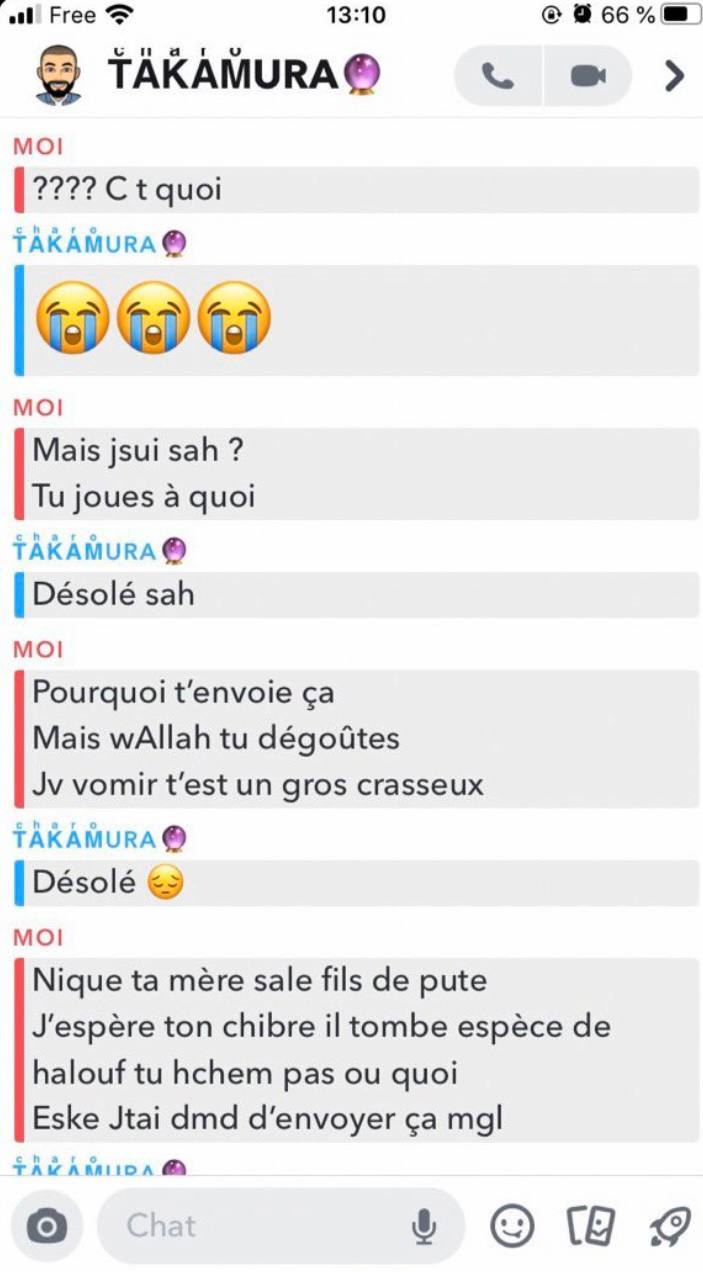 Free 13:10 66 %
charo
TAKAMURA🔮
MOI
???? C t quoi
charo
TAKAMURA🔮
😭😭😭
MOI
Mais jsui sah ?
Tu joues à quoi
charo
TAKAMURA🔮
Désolé sah
MOI
Pourquoi t’envoie ça
Mais wAllah tu dégoûtes
Jv vomir t’est un gros crasseux
charo
TAKAMURA🔮
Désolé 😔
MOI
Nique ta mère sale fils de pute
J’espère ton chibre il tombe espèce de
halouf tu hchem pas ou quoi
Eske Jtai dmd d’envoyer ça mgl
charo
TAKAMURA🔮
Chat